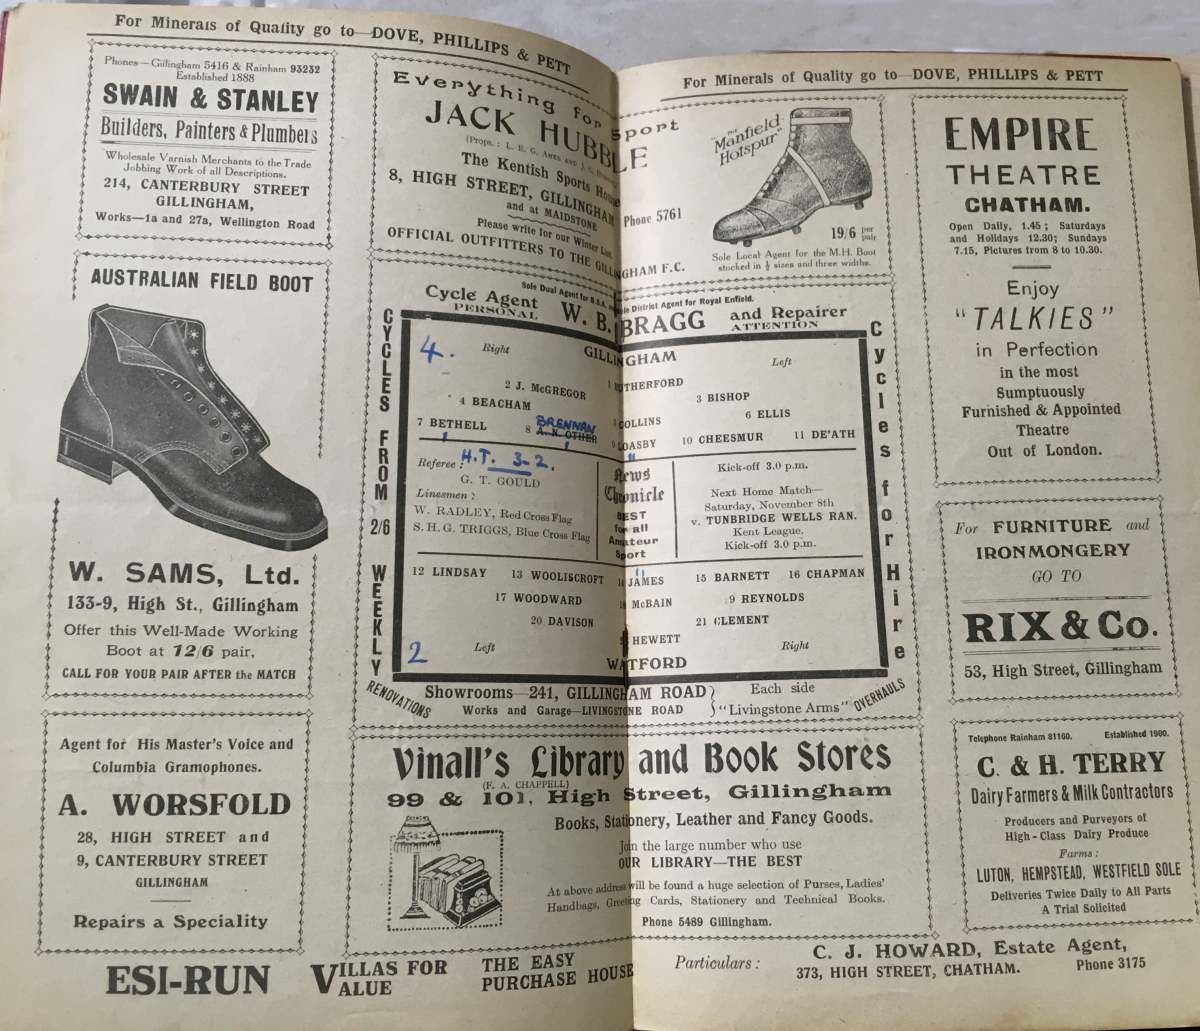 For Minerals of Quality go to—DOVE, PHILLIPS & PETT
Phones—Gillingham 5416 & Rainham 93232
Established 1888
SWAIN & STANLEY
Builders, Painters & Plumbers
Wholesale Varnish Merchants to the Trade
Jobbing Work of all Descriptions.
214, CANTERBURY STREET
GILLINGHAM,
Works—1a and 27a, Wellington Road
AUSTRALIAN FIELD BOOT
W. SAMS, Ltd.
133-9, High St., Gillingham
Offer this Well-Made Working
Boot at 12/6 pair,
CALL FOR YOUR PAIR AFTER the MATCH
Agent for His Master's Voice and
Columbia Gramophones.
A. WORSFOLD
28, HIGH STREET and
9, CANTERBURY STREET
GILLINGHAM
Repairs a Speciality
For Minerals of Quality go to—DOVE, PHILLIPS & PETT
Everything for Sport
JACK HUBBLE
(Props.: L. E. G. AMES AND J. C.
The Kentish Sports House
8, HIGH STREET, GILLINGHAM
and at MAIDSTONE
Phone 5761
Please write for our Winter List.
OFFICIAL OUTFITTERS TO THE GILLINGHAM F.C.
The "Manfield Hotspur"
19/6 per pair
Sole Local Agent for the M.H. Boot
stocked in ½ sizes and three widths.
Sole Dual Agent for B.S.A.
Sole District Agent for Royal Enfield.
Cycle Agent W. B. BRAGG and Repairer
PERSONAL ATTENTION
CYCLES FROM 2/6 WEEKLY
Cycles for Hire
4. Right GILLINGHAM Left
1 RUTHERFORD
2 J. McGREGOR 3 BISHOP
4 BEACHAM 5 COLLINS 6 ELLIS
BRENNAN
7 BETHELL 8 A. N. OTHER 9 LOASBY 10 CHEESMUR 11 DE'ATH
Referee: H.T. 3-2.
G. T. GOULD
Linesmen:
W. RADLEY, Red Cross Flag
S. H. G. TRIGGS, Blue Cross Flag
News
Chronicle
BEST
for all
Amateur
Sport
Kick-off 3.0 p.m.
Next Home Match—
Saturday, November 8th
v. TUNBRIDGE WELLS RAN.
Kent League.
Kick-off 3.0 p.m.
12 LINDSAY 13 WOOLISCROFT 14 JAMES 15 BARNETT 16 CHAPMAN
17 WOODWARD 18 McBAIN 19 REYNOLDS
20 DAVISON 21 CLEMENT
HEWETT
2 Left WATFORD Right
RENOVATIONS
Showrooms—241, GILLINGHAM ROAD Each side
Works and Garage—LIVINGSTONE ROAD "Livingstone Arms"
OVERHAULS
Vinall's Library and Book Stores
(F. A. CHAPPELL)
99 & 101, High Street, Gillingham
Books, Stationery, Leather and Fancy Goods.
Join the large number who use
OUR LIBRARY—THE BEST
At above address will be found a huge selection of Purses, Ladies'
Handbags, Greeting Cards, Stationery and Technical Books.
Phone 5489 Gillingham.
EMPIRE
THEATRE
CHATHAM.
Open Daily, 1.45; Saturdays
and Holidays 12.30; Sundays
7.15, Pictures from 8 to 10.30.
Enjoy
"TALKIES"
in Perfection
in the most
Sumptuously
Furnished & Appointed
Theatre
Out of London.
For FURNITURE and
IRONMONGERY
GO TO
RIX & Co.
53, High Street, Gillingham
Telephone Rainham 81160. Established 1900.
C. & H. TERRY
Dairy Farmers & Milk Contractors
Producers and Purveyors of
High-Class Dairy Produce
Farms:
LUTON, HEMPSTEAD, WESTFIELD SOLE
Deliveries Twice Daily to All Parts
A Trial Solicited
ESI-RUN VILLAS FOR VALUE THE EASY PURCHASE HOUSE
Particulars: C. J. HOWARD, Estate Agent,
373, HIGH STREET, CHATHAM. Phone 3175